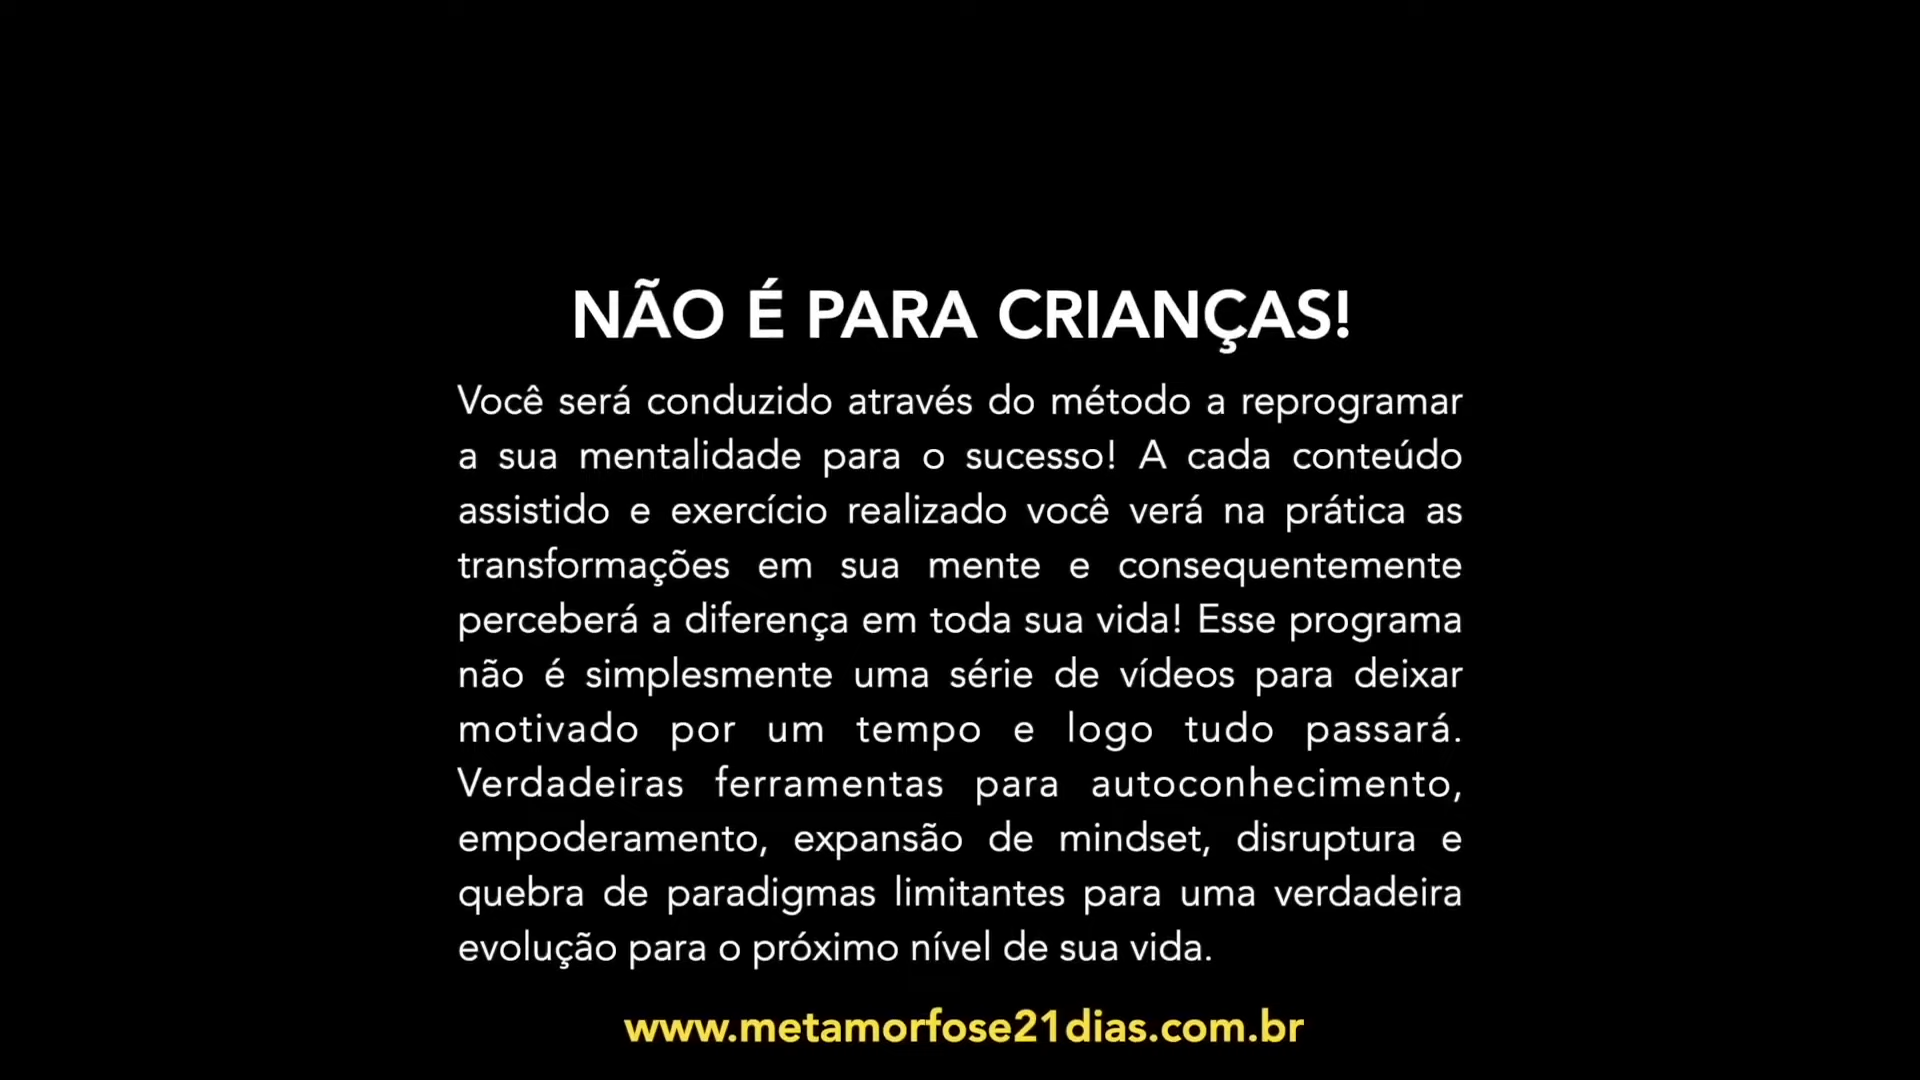 NÃO É PARA CRIANÇAS!
Você será conduzido através do método a reprogramar
a sua mentalidade para o sucesso! A cada conteúdo
assistido e exercício realizado você verá na prática as
transformações em sua mente e consequentemente
perceberá a diferença em toda sua vida! Esse programa
não é simplesmente uma série de vídeos para deixar
motivado por um tempo e logo tudo passará.
Verdadeiras ferramentas para autoconhecimento,
empoderamento, expansão de mindset, disruptura e
quebra de paradigmas limitantes para uma verdadeira
evolução para o próximo nível de sua vida.
www.metamorfose21dias.com.br